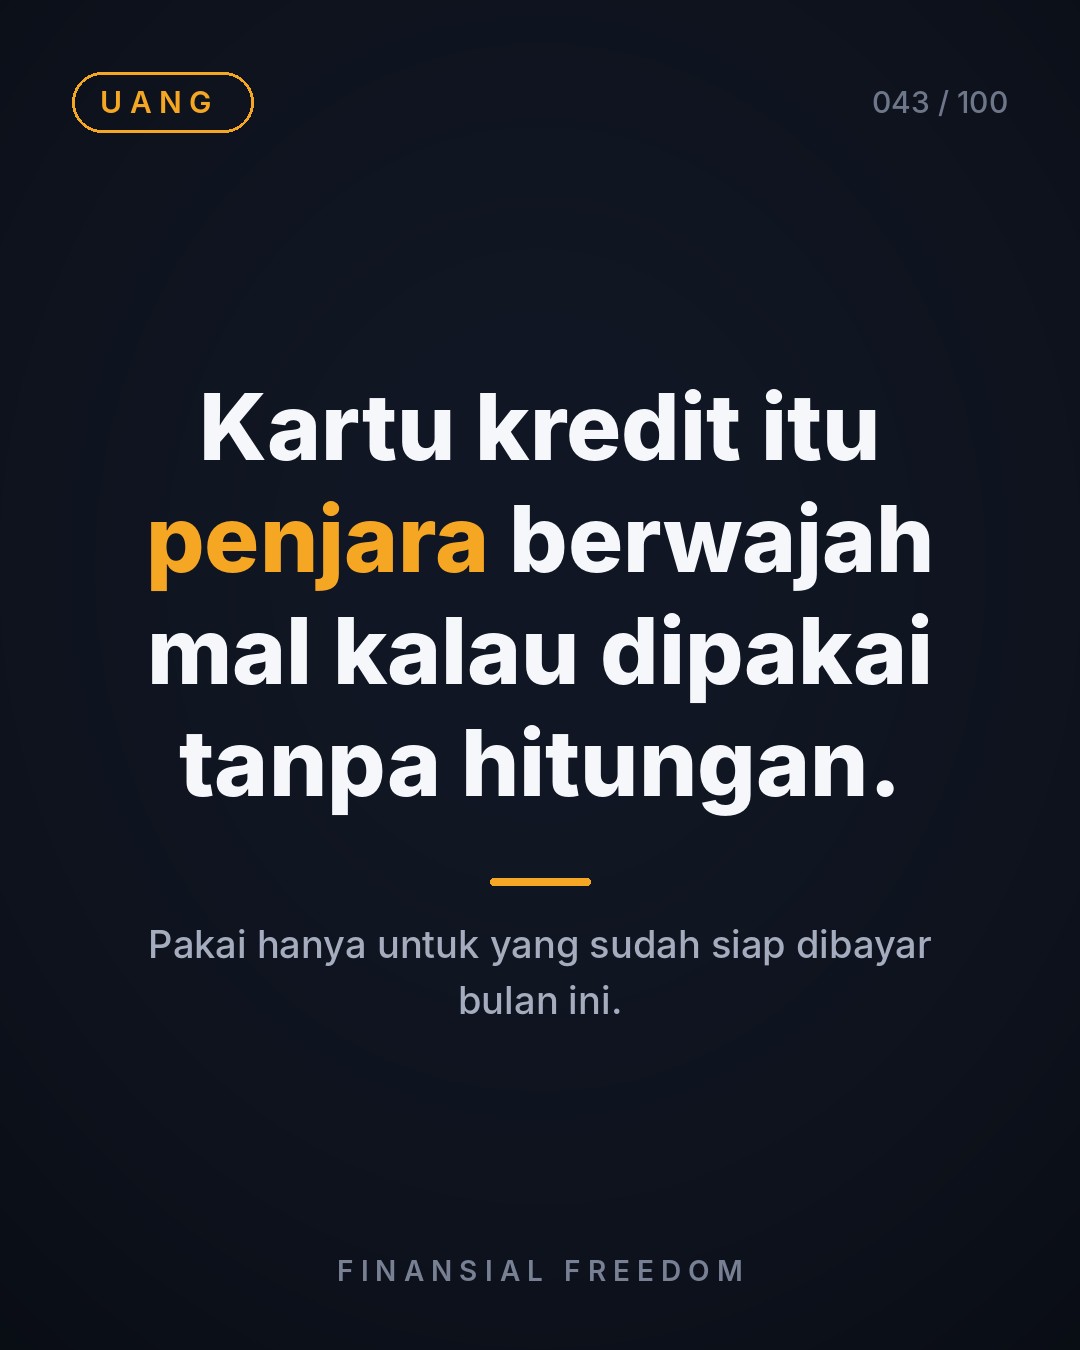 UANG
043 / 100
Kartu kredit itu
penjara berwajah
mal kalau dipakai
tanpa hitungan.
Pakai hanya untuk yang sudah siap dibayar
bulan ini.
FINANSIAL FREEDOM